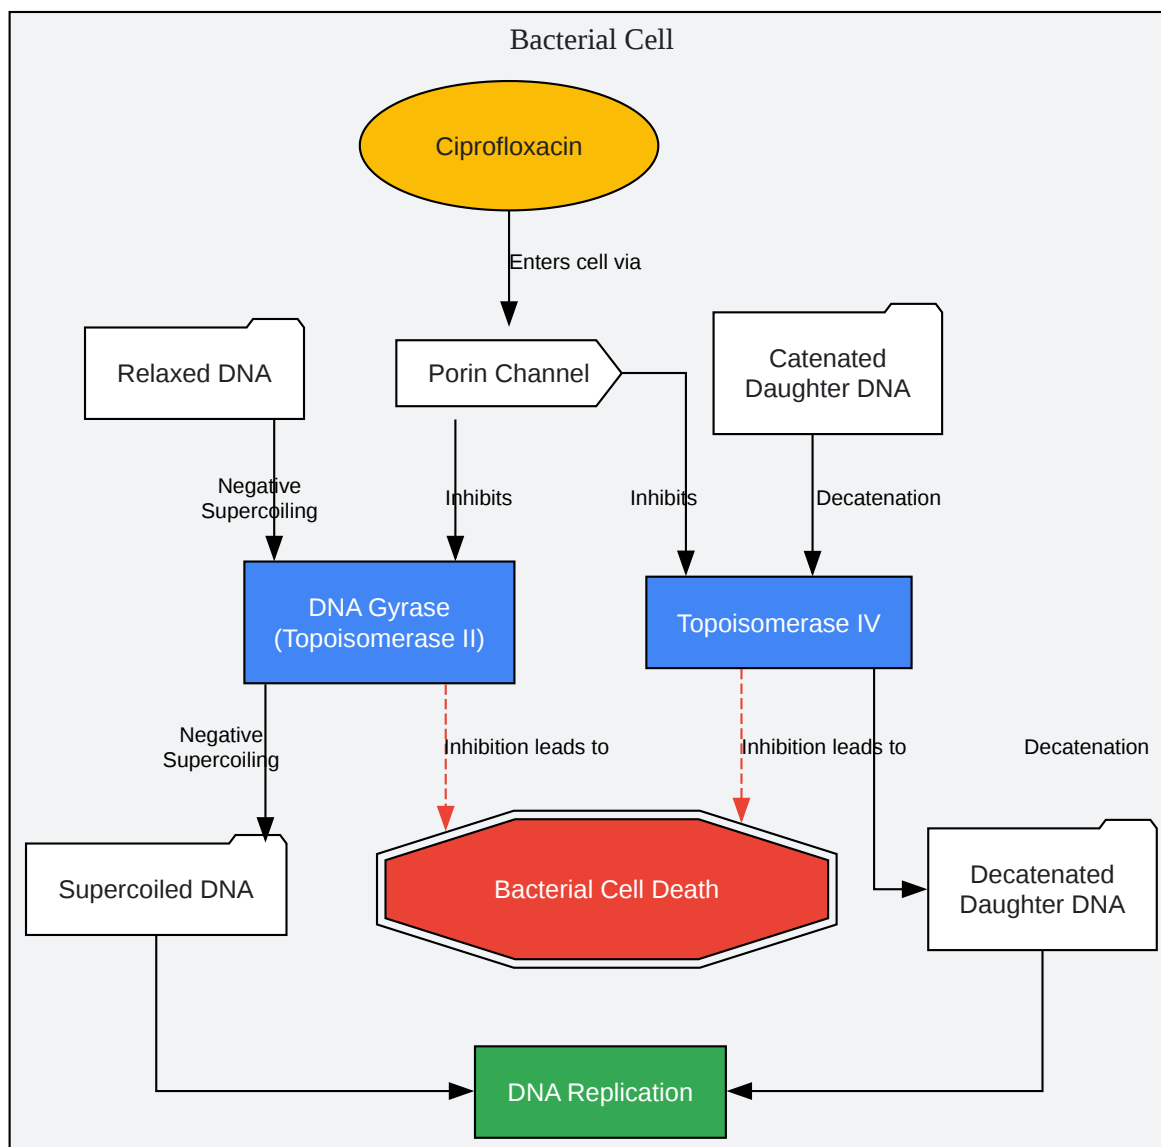 Bacterial Cell
Ciprofloxacin
Enters cell via
Relaxed DNA
Porin Channel
Catenated
Daughter DNA
Negative
Supercoiling
Inhibits
Inhibits
Decatenation
DNA Gyrase
(Topoisomerase II)
Topoisomerase IV
Negative
Supercoiling
Inhibition leads to
Inhibition leads to
Decatenation
Supercoiled DNA
Bacterial Cell Death
Decatenated
Daughter DNA
DNA Replication